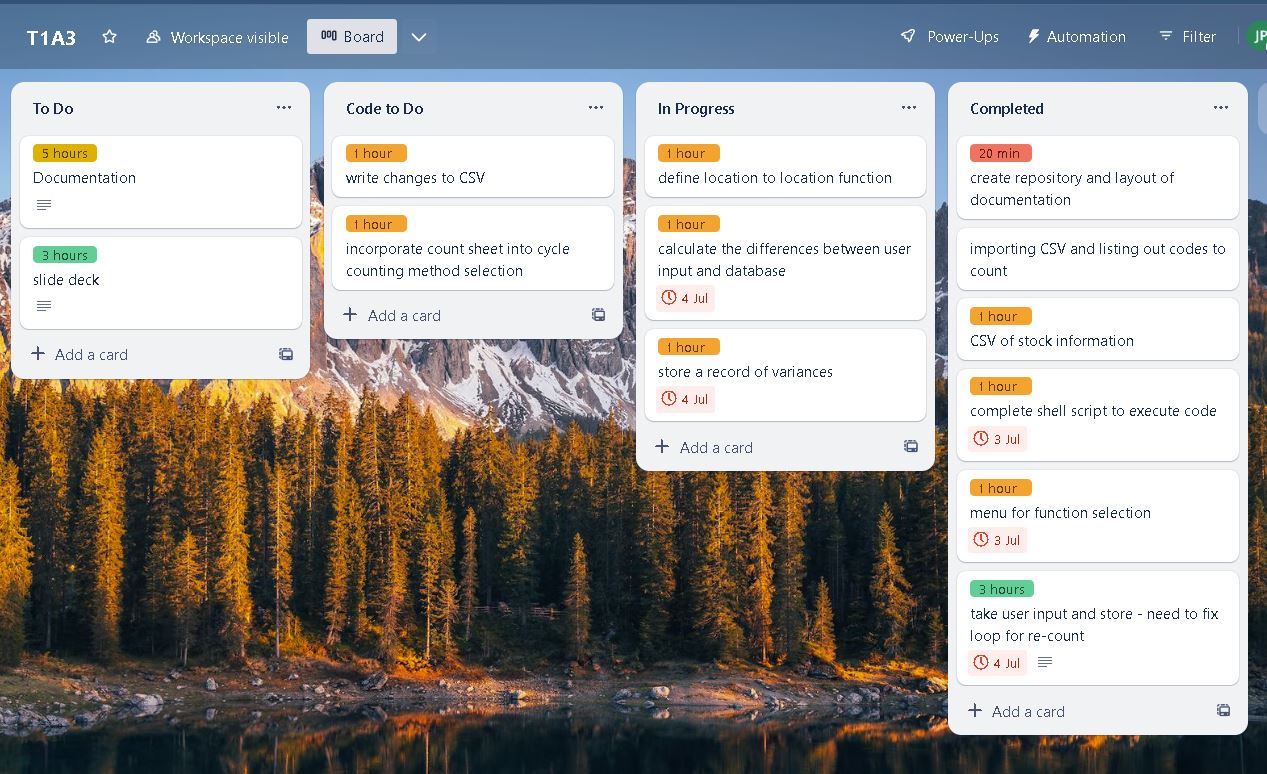 T1A3
Workspace visible
Board
Power-Ups
Automation
Filter
JP
To Do
5 hours
Documentation
3 hours
slide deck
Add a card
Code to Do
1 hour
write changes to CSV
1 hour
incorporate count sheet into cycle
counting method selection
Add a card
In Progress
1 hour
define location to location function
1 hour
calculate the differences between user
input and database
4 Jul
1 hour
store a record of variances
4 Jul
Add a card
Completed
20 min
create repository and layout of
documentation
importing CSV and listing out codes to
count
1 hour
CSV of stock information
1 hour
complete shell script to execute code
3 Jul
1 hour
menu for function selection
3 Jul
3 hours
take user input and store - need to fix
loop for re-count
4 Jul
Add a card